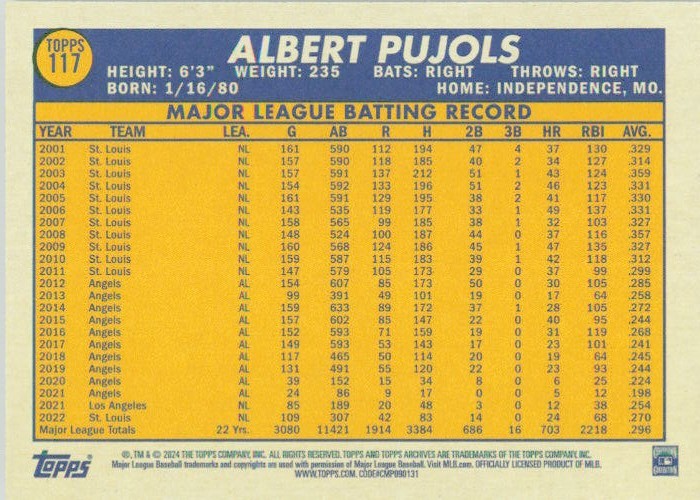 TOPPS
117
ALBERT PUJOLS
HEIGHT: 6'3" WEIGHT: 235 BATS: RIGHT THROWS: RIGHT
BORN: 1/16/80 HOME: INDEPENDENCE, MO.
MAJOR LEAGUE BATTING RECORD
YEAR TEAM LEA. G AB R H 2B 3B HR RBI AVG.
2001 St. Louis NL 161 590 112 194 47 4 37 130 .329
2002 St. Louis NL 157 590 118 185 40 2 34 127 .314
2003 St. Louis NL 157 591 137 212 51 1 43 124 .359
2004 St. Louis NL 154 592 133 196 51 2 46 123 .331
2005 St. Louis NL 161 591 129 195 38 2 41 117 .330
2006 St. Louis NL 143 535 119 177 33 1 49 137 .331
2007 St. Louis NL 158 565 99 185 38 1 32 103 .327
2008 St. Louis NL 148 524 100 187 44 0 37 116 .357
2009 St. Louis NL 160 568 124 186 45 1 47 135 .327
2010 St. Louis NL 159 587 115 183 39 1 42 118 .312
2011 St. Louis NL 147 579 105 173 29 0 37 99 .299
2012 Angels AL 154 607 85 173 50 0 30 105 .285
2013 Angels AL 99 391 49 101 19 0 17 64 .258
2014 Angels AL 159 633 89 172 37 1 28 105 .272
2015 Angels AL 157 602 85 147 22 0 40 95 .244
2016 Angels AL 152 593 71 159 19 0 31 119 .268
2017 Angels AL 149 593 53 143 17 0 23 101 .241
2018 Angels AL 117 465 50 114 20 0 19 64 .245
2019 Angels AL 131 491 55 120 22 0 23 93 .244
2020 Angels AL 39 152 15 34 8 0 6 25 .224
2021 Angels AL 24 86 9 17 0 0 5 12 .198
2021 Los Angeles NL 85 189 20 48 3 0 12 38 .254
2022 St. Louis NL 109 307 42 83 14 0 24 68 .270
Major League Totals 22 Yrs. 3080 11421 1914 3384 686 16 703 2218 .296
Topps
®, TM & © 2024 THE TOPPS COMPANY, INC. ALL RIGHTS RESERVED. TOPPS AND TOPPS ARCHIVES ARE TRADEMARKS OF THE TOPPS COMPANY, INC.
Major League Baseball trademarks and copyrights are used with permission of Major League Baseball. Visit MLB.com. OFFICIALLY LICENSED PRODUCT OF MLB.
WWW.TOPPS.COM. CODE#CMP090131